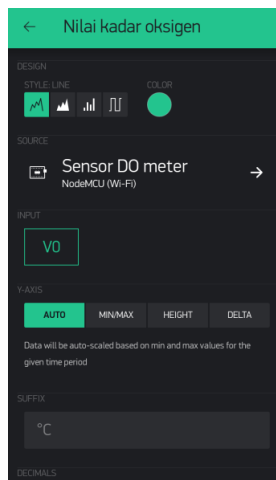 Nilai kadar oksigen
DESIGN
STYLE: LINE COLOR
SOURCE
Sensor DO meter
NodeMCU (Wi-Fi)
INPUT
V0
Y-AXIS
AUTO MIN/MAX HEIGHT DELTA
Data will be auto-scaled based on min and max values for the
given time period
SUFFIX
°C
DECIMALS